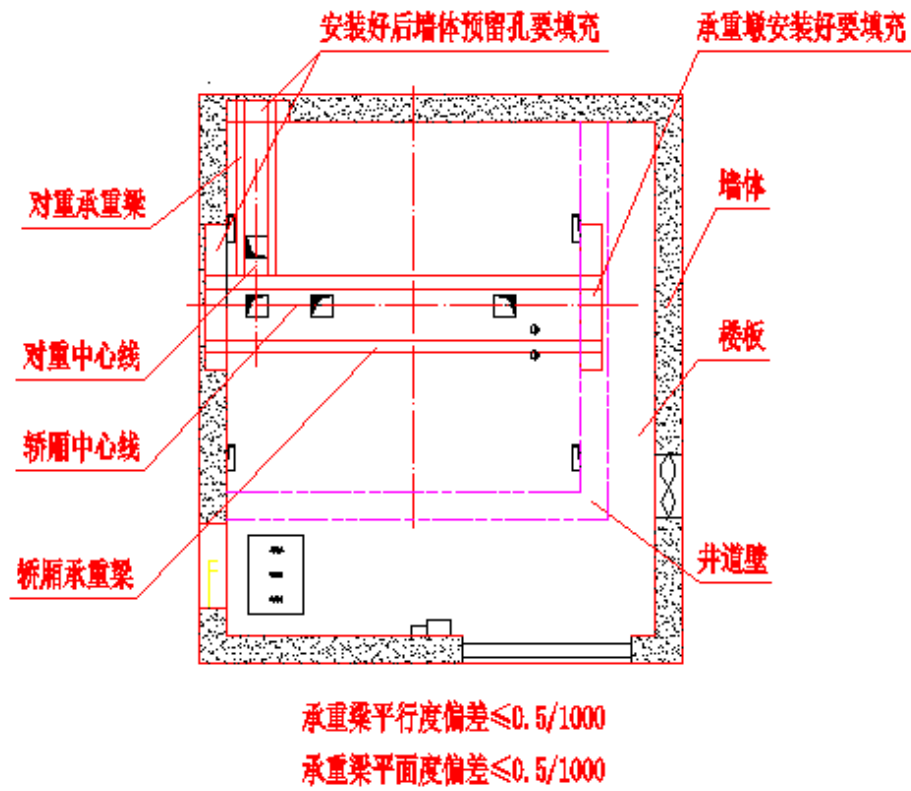 安装好后墙体预留孔要填充
承重墩安装好要填充
对重承重梁
墙体
对重中心线
楼板
轿厢中心线
井道壁
轿厢承重梁
承重梁平行度偏差≤0.5/1000
承重梁平面度偏差≤0.5/1000